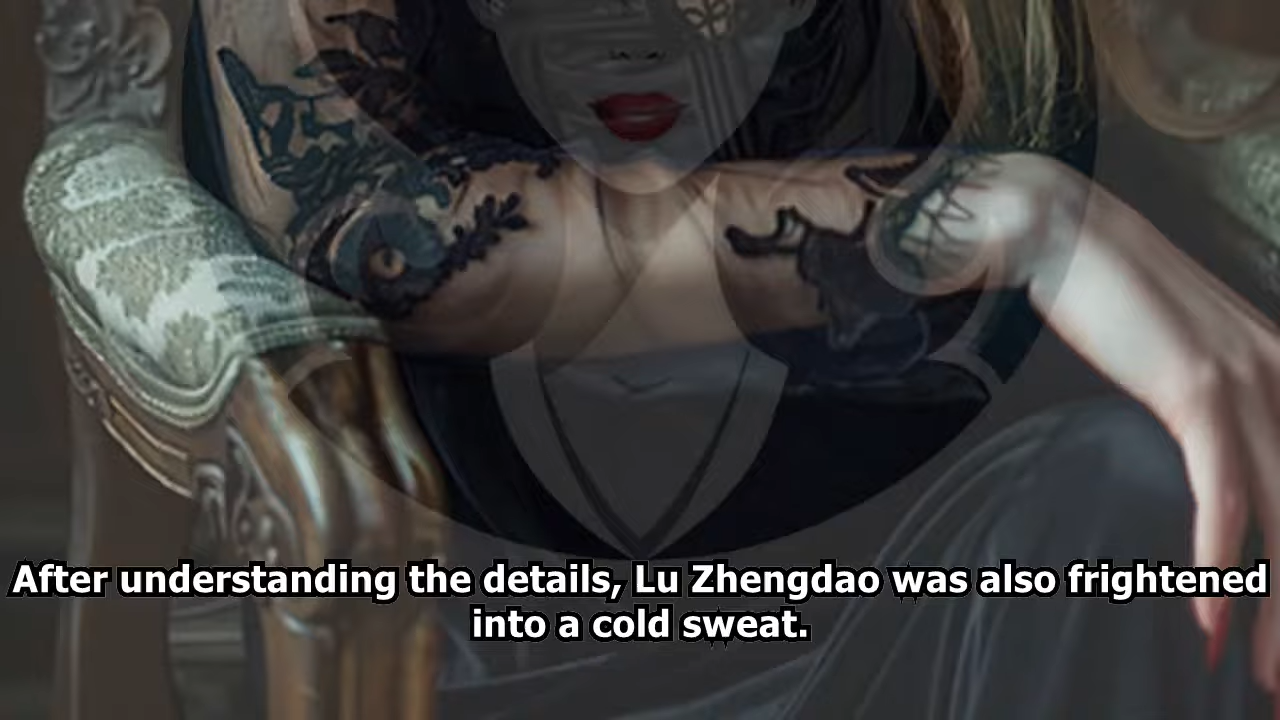 After understanding the details, Lu Zhengdao was also frightened
into a cold sweat.